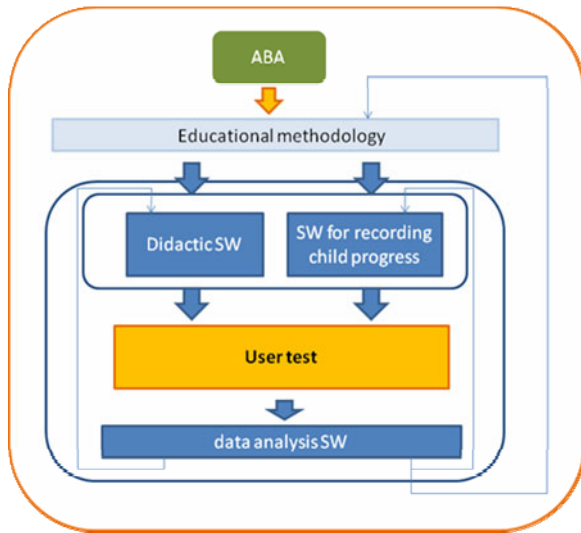 ABA
Educational methodology
Didactic SW
SW for recording
child progress
User test
data analysis SW